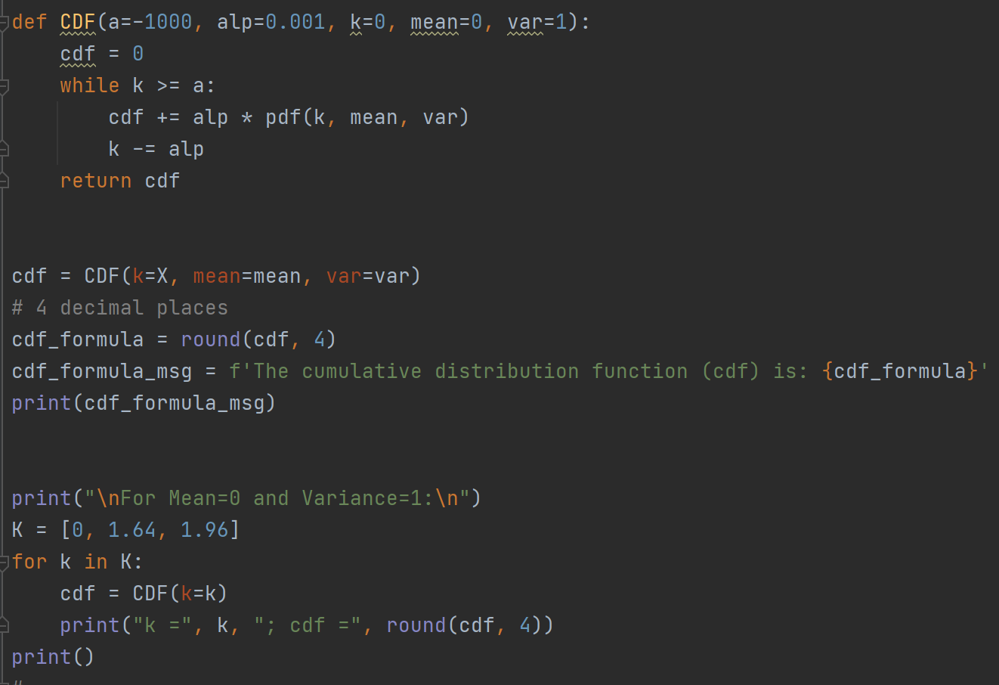 def CDF(a=-1000, alp=0.001, k=0, mean=0, var=1):
    cdf = 0
    while k >= a:
        cdf += alp * pdf(k, mean, var)
        k -= alp
    return cdf
cdf = CDF(k=X, mean=mean, var=var)
# 4 decimal places
cdf_formula = round(cdf, 4)
cdf_formula_msg = f'The cumulative distribution function (cdf) is: {cdf_formula}'
print(cdf_formula_msg)
print("\nFor Mean=0 and Variance=1:\n")
K = [0, 1.64, 1.96]
for k in K:
    cdf = CDF(k=k)
    print("k =", k, "; cdf =", round(cdf, 4))
print()
#